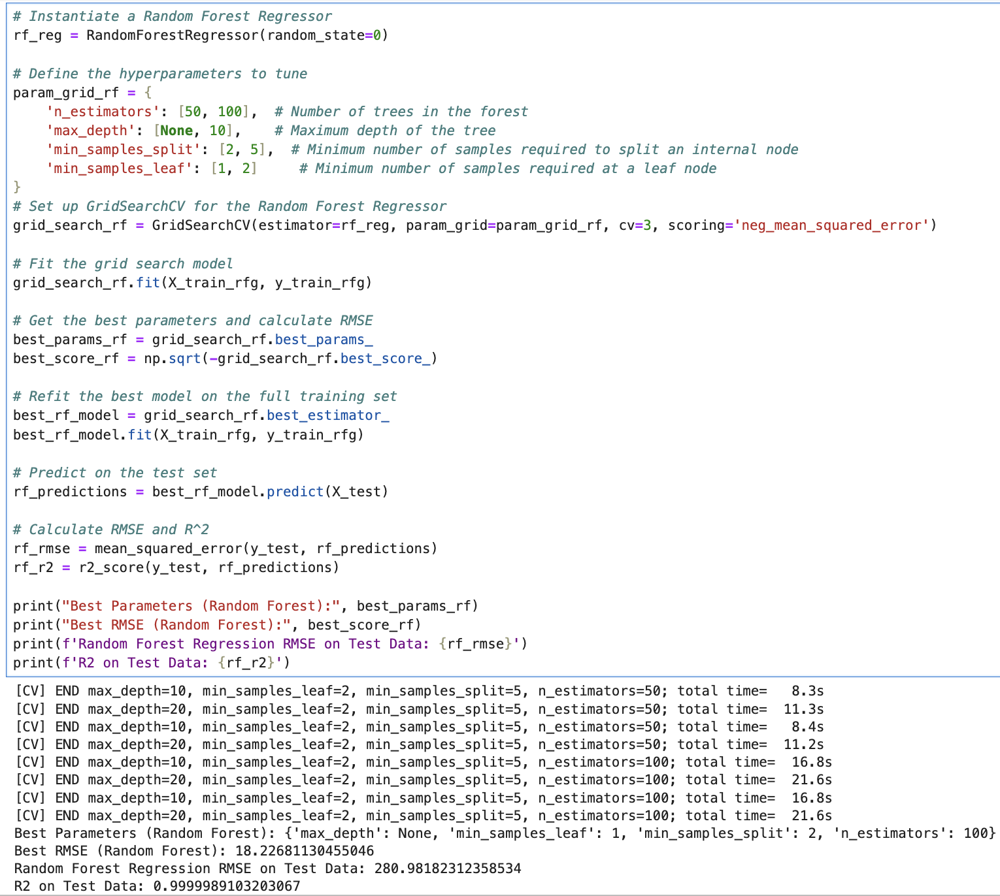 # Instantiate a Random Forest Regressor
rf_reg = RandomForestRegressor(random_state=0)
# Define the hyperparameters to tune
param_grid_rf = {
    'n_estimators': [50, 100],  # Number of trees in the forest
    'max_depth': [None, 10],    # Maximum depth of the tree
    'min_samples_split': [2, 5],  # Minimum number of samples required to split an internal node
    'min_samples_leaf': [1, 2]     # Minimum number of samples required at a leaf node
}
# Set up GridSearchCV for the Random Forest Regressor
grid_search_rf = GridSearchCV(estimator=rf_reg, param_grid=param_grid_rf, cv=3, scoring='neg_mean_squared_error')
# Fit the grid search model
grid_search_rf.fit(X_train_rfg, y_train_rfg)
# Get the best parameters and calculate RMSE
best_params_rf = grid_search_rf.best_params_
best_score_rf = np.sqrt(-grid_search_rf.best_score_)
# Refit the best model on the full training set
best_rf_model = grid_search_rf.best_estimator_
best_rf_model.fit(X_train_rfg, y_train_rfg)
# Predict on the test set
rf_predictions = best_rf_model.predict(X_test)
# Calculate RMSE and R^2
rf_rmse = mean_squared_error(y_test, rf_predictions)
rf_r2 = r2_score(y_test, rf_predictions)
print("Best Parameters (Random Forest):", best_params_rf)
print("Best RMSE (Random Forest):", best_score_rf)
print(f'Random Forest Regression RMSE on Test Data: {rf_rmse}')
print(f'R2 on Test Data: {rf_r2}')
[CV] END max_depth=10, min_samples_leaf=2, min_samples_split=5, n_estimators=50; total time=   8.3s
[CV] END max_depth=20, min_samples_leaf=2, min_samples_split=5, n_estimators=50; total time=  11.3s
[CV] END max_depth=10, min_samples_leaf=2, min_samples_split=5, n_estimators=50; total time=   8.4s
[CV] END max_depth=20, min_samples_leaf=2, min_samples_split=5, n_estimators=50; total time=  11.2s
[CV] END max_depth=10, min_samples_leaf=2, min_samples_split=5, n_estimators=100; total time=  16.8s
[CV] END max_depth=20, min_samples_leaf=2, min_samples_split=5, n_estimators=100; total time=  21.6s
[CV] END max_depth=10, min_samples_leaf=2, min_samples_split=5, n_estimators=100; total time=  16.8s
[CV] END max_depth=20, min_samples_leaf=2, min_samples_split=5, n_estimators=100; total time=  21.6s
Best Parameters (Random Forest): {'max_depth': None, 'min_samples_leaf': 1, 'min_samples_split': 2, 'n_estimators': 100}
Best RMSE (Random Forest): 18.22681130455046
Random Forest Regression RMSE on Test Data: 280.98182312358534
R2 on Test Data: 0.9999989103203067